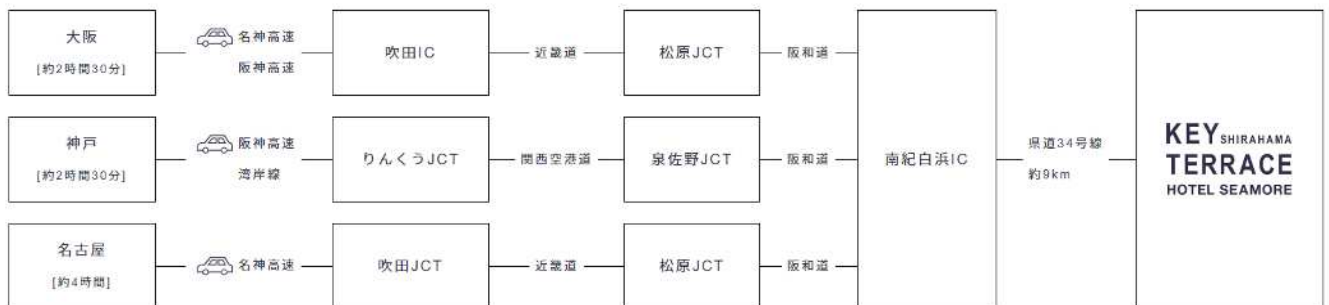 大阪
[約2時間30分]
名神高速
阪神高速
吹田IC
近畿道
松原JCT
阪和道
神戸
[約2時間30分]
阪神高速
湾岸線
りんくうJCT
関西空港道
泉佐野JCT
阪和道
名古屋
[約4時間]
名神高速
吹田JCT
近畿道
松原JCT
阪和道
南紀白浜IC
県道34号線
約9km
KEY SHIRAHAMA
TERRACE
HOTEL SEAMORE